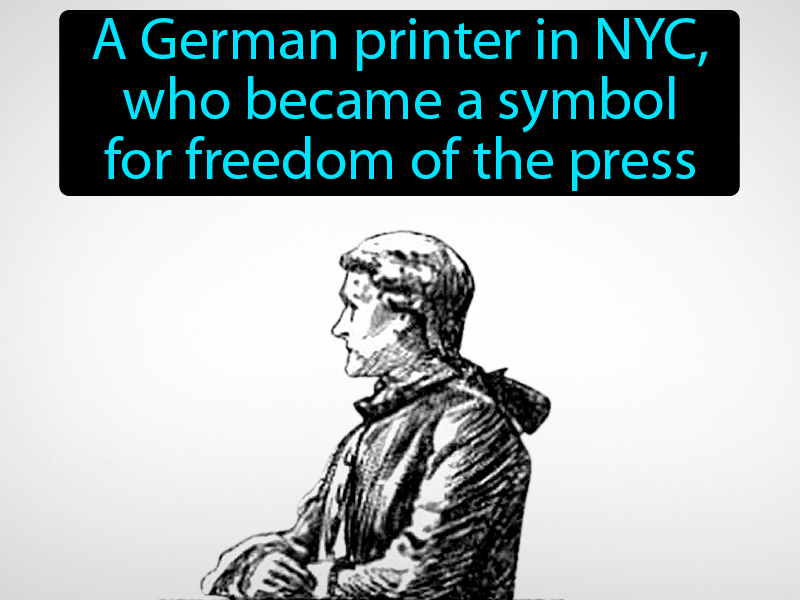 A German printer in NYC,
who became a symbol
for freedom of the press